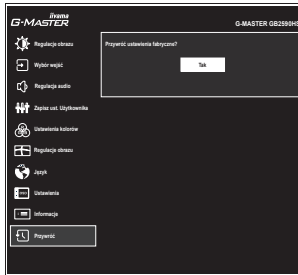 iiyama
G-MASTER
G-MASTER GB2590HS
Regulacje obrazu
Przywróć ustawienia fabryczne?
Tak
Wybór wejść
Regulacja audio
Zapisz ust. Użytkownika
Ustawienia kolorów
Regulacje obrazu
Język
Ustawienia
Informacje
Przywróć